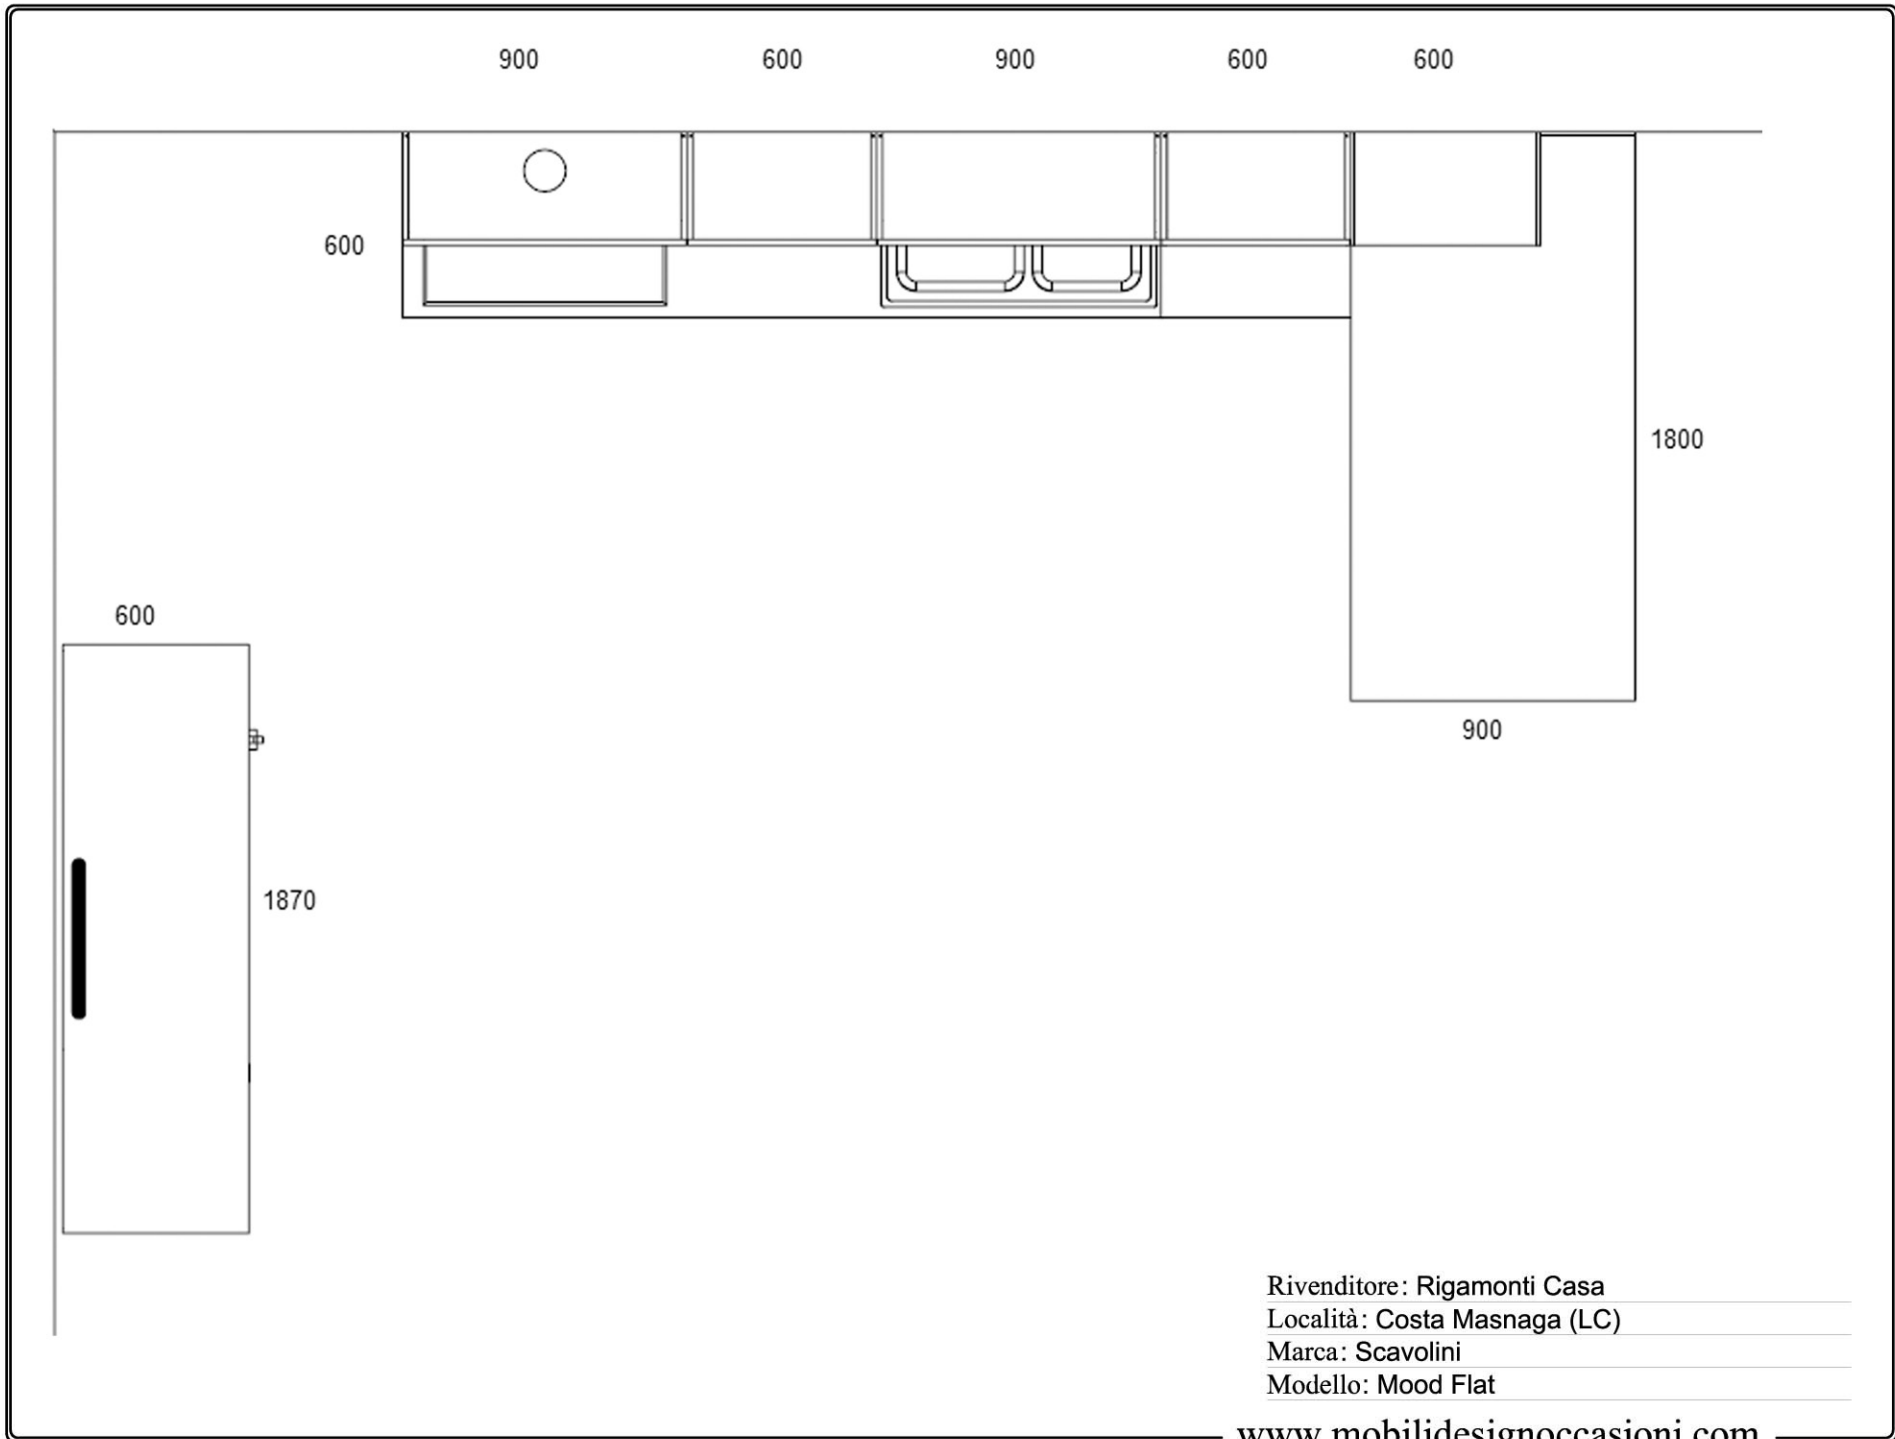 900 600 900 600 600
600
1800
600
900
1870
Rivenditore: Rigamonti Casa
Località: Costa Masnaga (LC)
Marca: Scavolini
Modello: Mood Flat
www.mobilidesignoccasioni.com